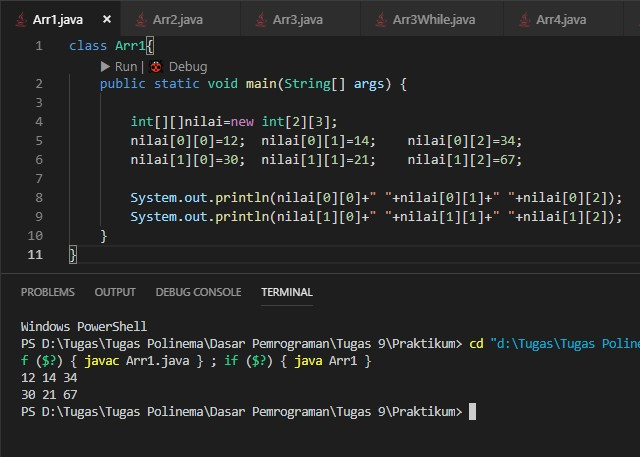 Arr1.java × Arr2.java Arr3.java Arr3While.java Arr4.java
1 class Arr1{
Run | Debug
2 public static void main(String[] args) {
3
4 int[][]nilai=new int[2][3];
5 nilai[0][0]=12; nilai[0][1]=14; nilai[0][2]=34;
6 nilai[1][0]=30; nilai[1][1]=21; nilai[1][2]=67;
7
8 System.out.println(nilai[0][0]+" "+nilai[0][1]+" "+nilai[0][2]);
9 System.out.println(nilai[1][0]+" "+nilai[1][1]+" "+nilai[1][2]);
10 }
11 }
PROBLEMS OUTPUT DEBUG CONSOLE TERMINAL
Windows PowerShell
PS D:\Tugas\Tugas Polinema\Dasar Pemrograman\Tugas 9\Praktikum> cd "d:\Tugas\Tugas Poline
f ($?) { javac Arr1.java } ; if ($?) { java Arr1 }
12 14 34
30 21 67
PS D:\Tugas\Tugas Polinema\Dasar Pemrograman\Tugas 9\Praktikum>